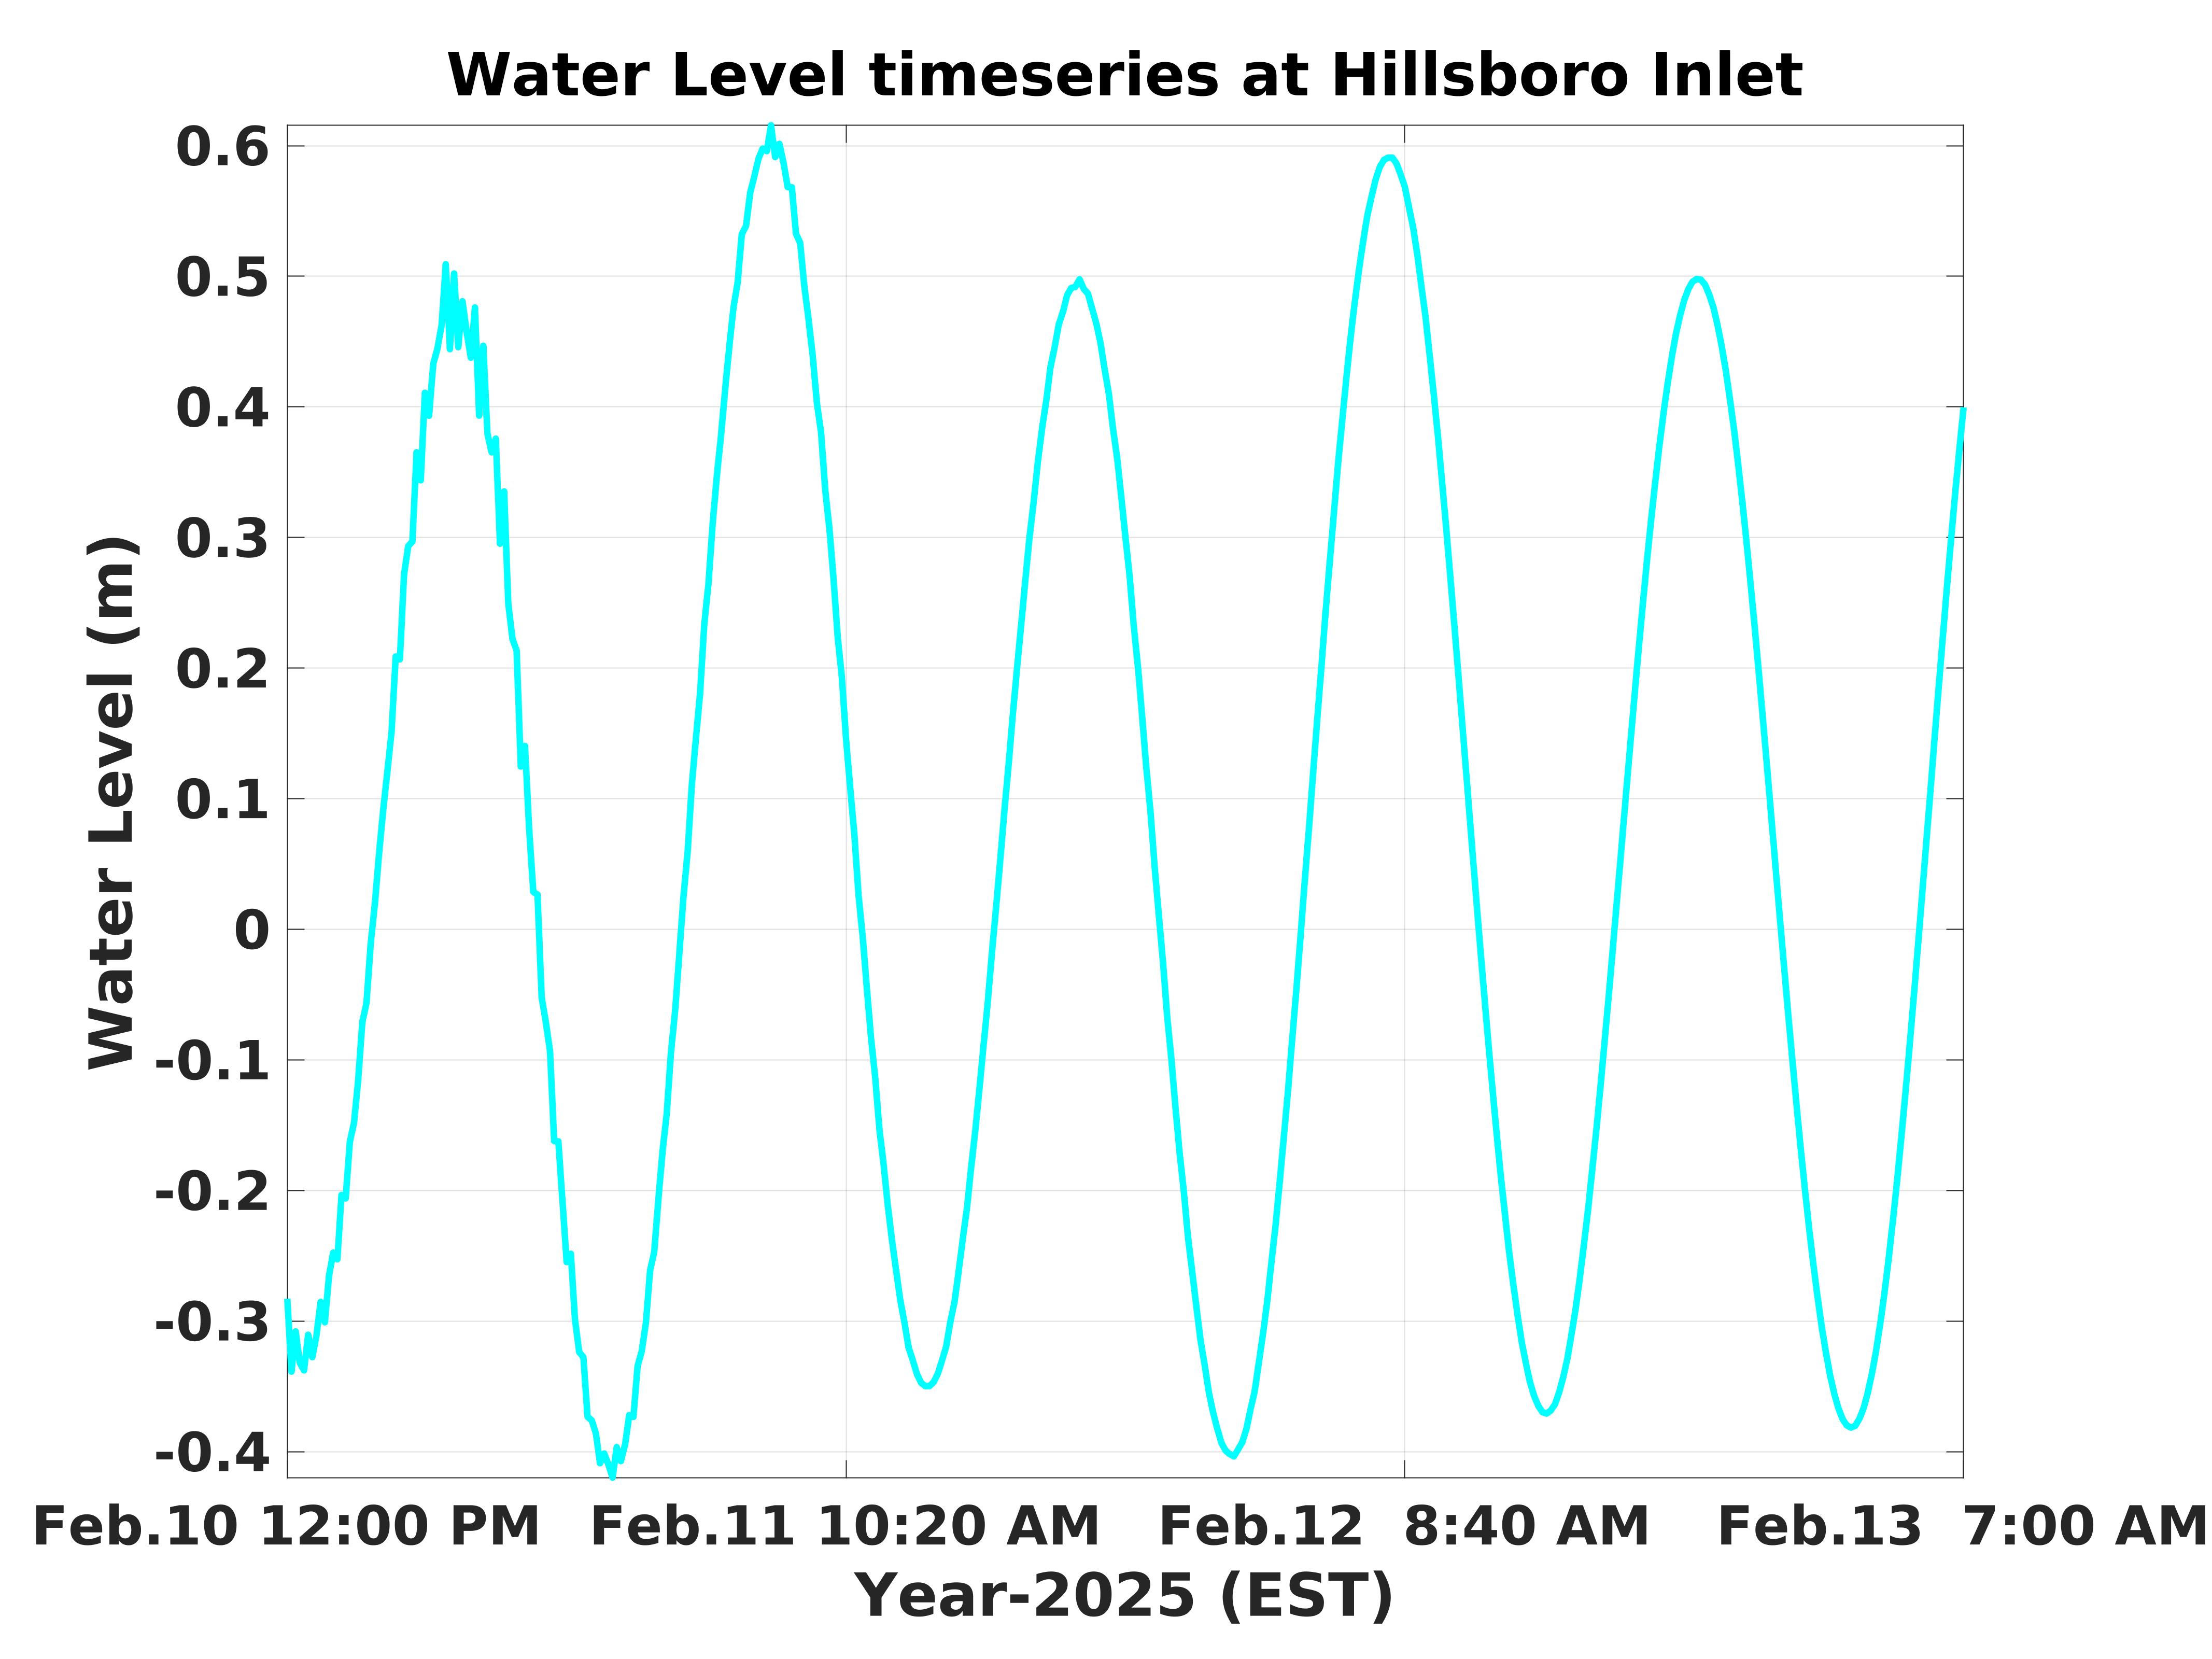 Water Level timeseries at Hillsboro Inlet
0.6
0.5
0.4
0.3
0.2
0.1
0
-0.1
-0.2
-0.3
-0.4
Water Level (m)
Feb.10 12:00 PM Feb.11 10:20 AM Feb.12 8:40 AM Feb.13 7:00 AM
Year-2025 (EST)